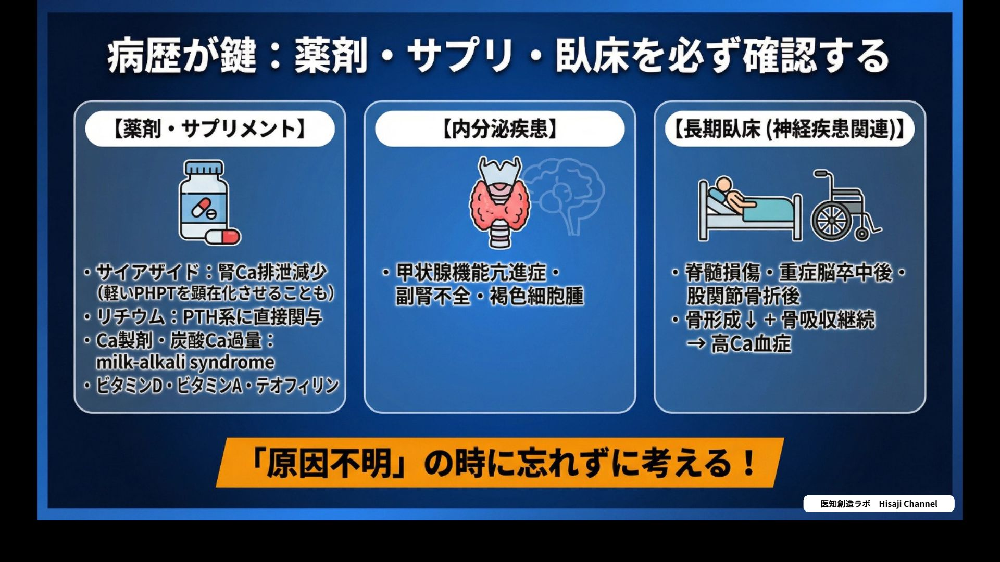 病歴が鍵：薬剤・サプリ・臥床を必ず確認する
【薬剤・サプリメント】
・サイアザイド：腎Ca排泄減少
（軽いPHPTを顕在化させることも）
・リチウム：PTH系に直接関与
・Ca製剤・炭酸Ca過量：
milk-alkali syndrome
・ビタミンD・ビタミンA・テオフィリン
【内分泌疾患】
・甲状腺機能亢進症・
副腎不全・褐色細胞腫
【長期臥床 (神経疾患関連)】
・脊髄損傷・重症脳卒中後・
股関節骨折後
・骨形成↓ + 骨吸収継続
→ 高Ca血症
「原因不明」の時に忘れずに考える！
医知創造ラボ　Hisaji Channel